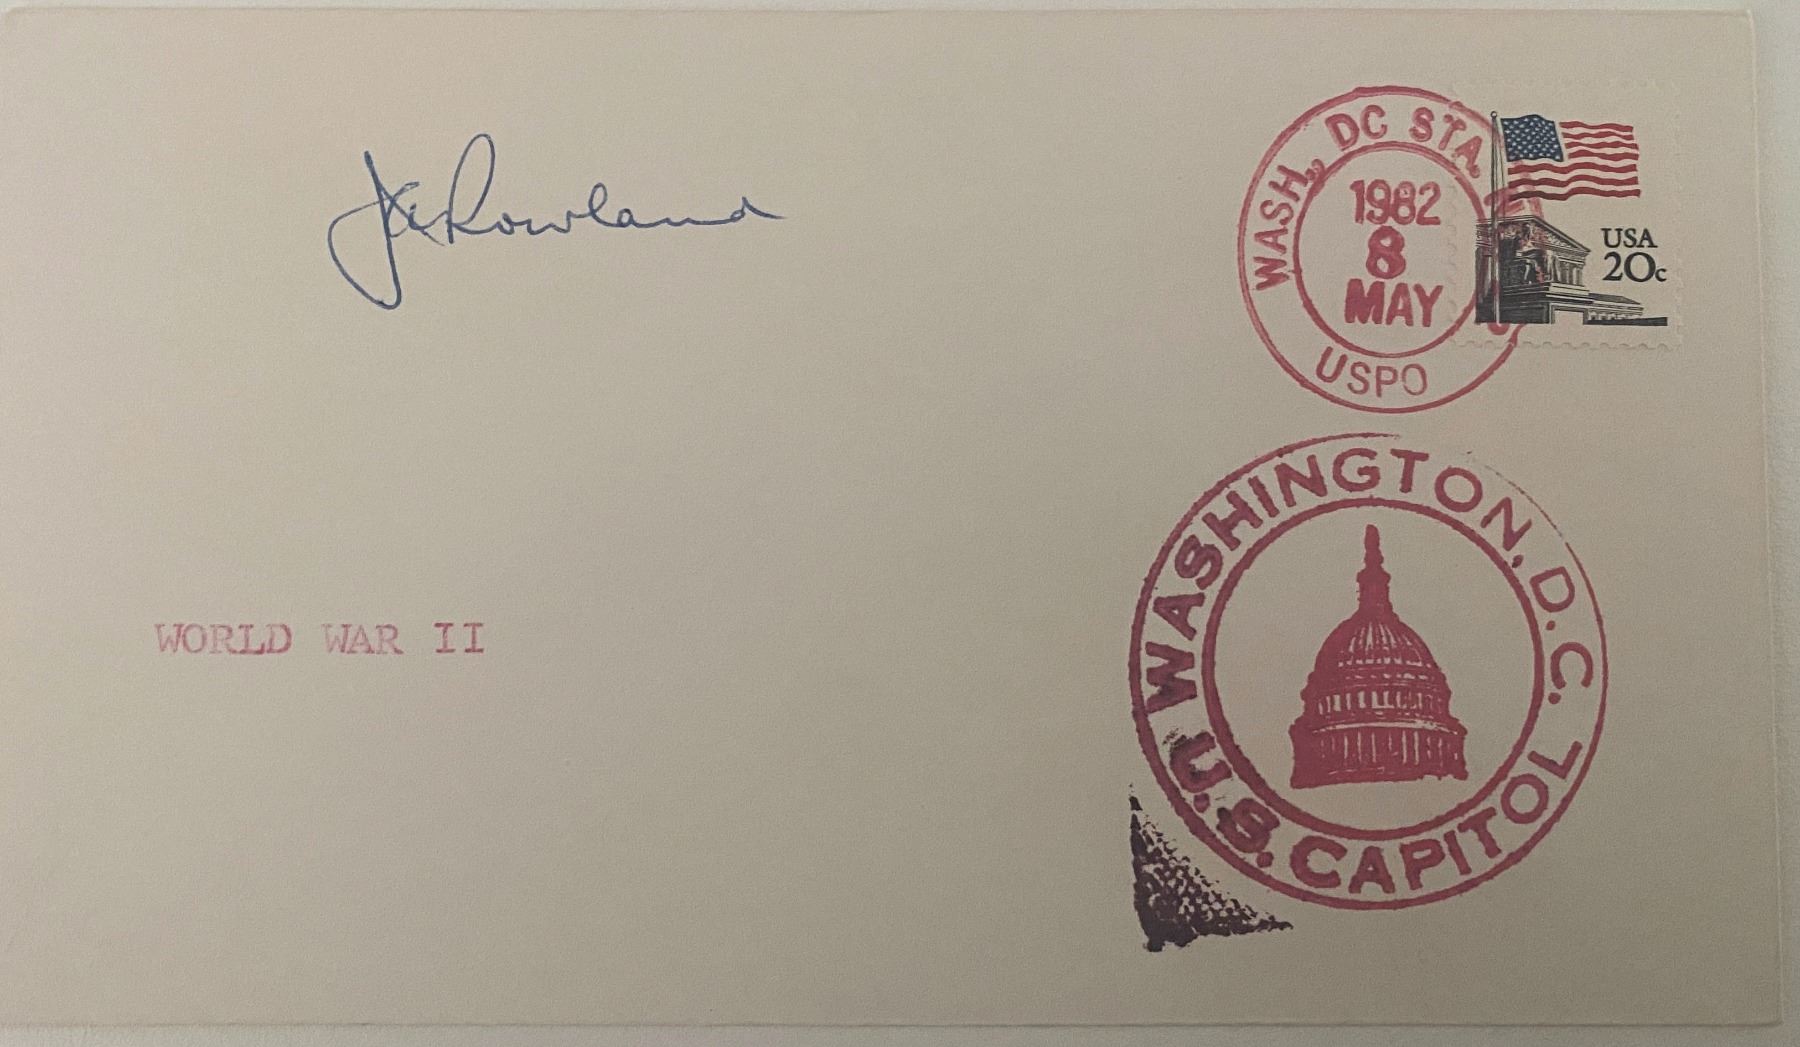 J A Rowland
WASH., DC STA.
1982
8
MAY
USPO
USA
20c
WORLD WAR II
WASHINGTON, D.C.
U.S. CAPITOL